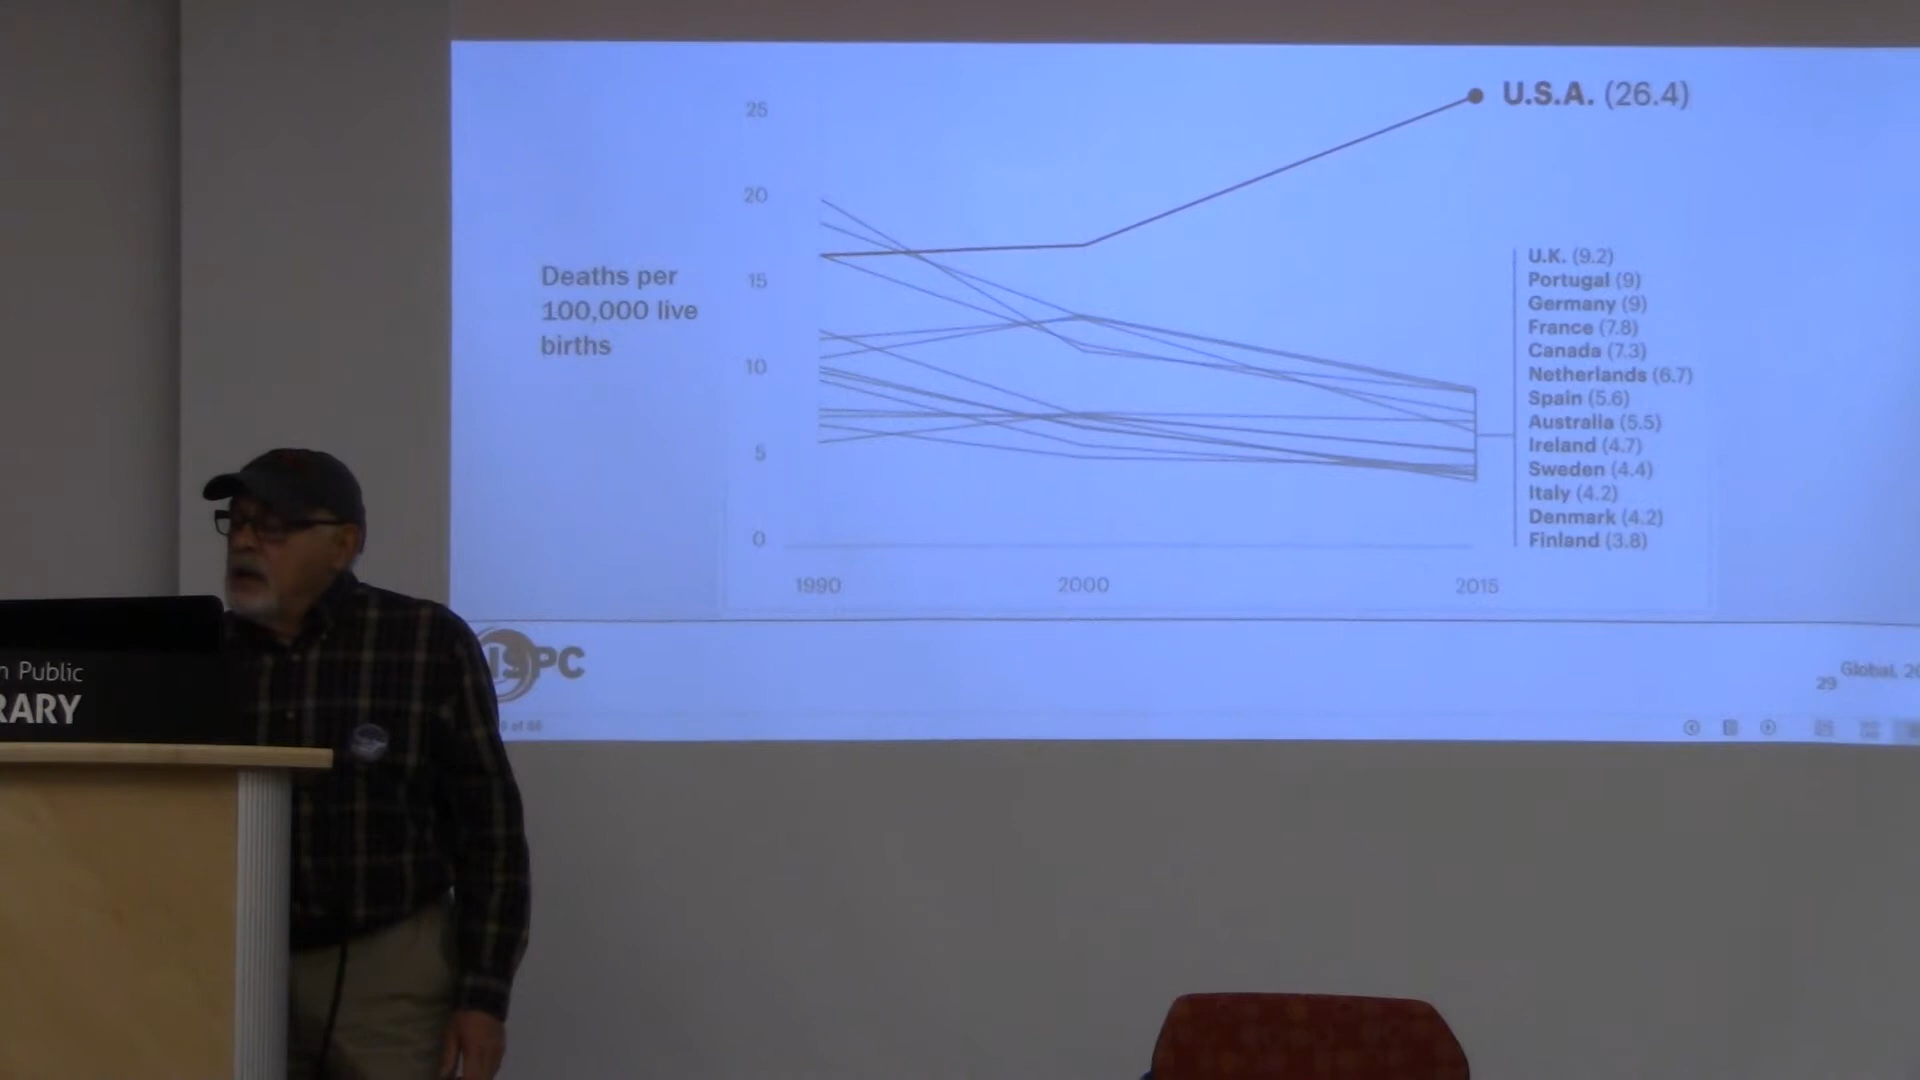 25
20
15
10
5
0
Deaths per
100,000 live
births
1990
2000
2015
U.S.A. (26.4)
U.K. (9.2)
Portugal (9)
Germany (9)
France (7.8)
Canada (7.3)
Netherlands (6.7)
Spain (5.6)
Australia (5.5)
Ireland (4.7)
Sweden (4.4)
Italy (4.2)
Denmark (4.2)
Finland (3.8)
PC
29
Global, 20
n Public
RARY